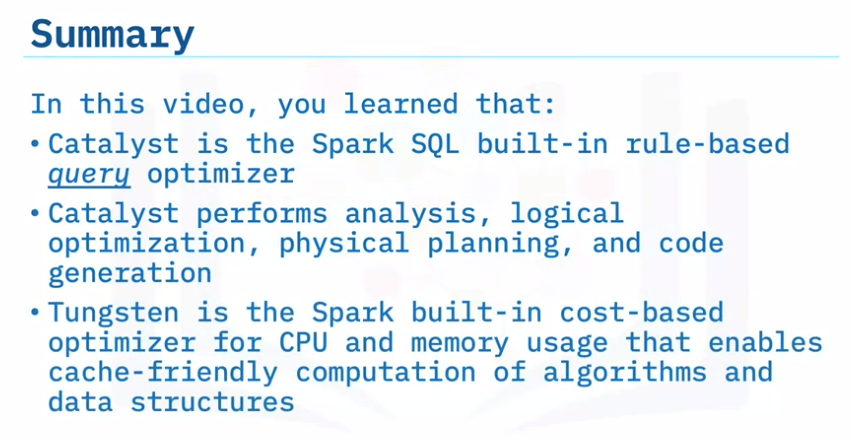 Summary
In this video, you learned that:
• Catalyst is the Spark SQL built-in rule-based
query optimizer
• Catalyst performs analysis, logical
optimization, physical planning, and code
generation
• Tungsten is the Spark built-in cost-based
optimizer for CPU and memory usage that enables
cache-friendly computation of algorithms and
data structures